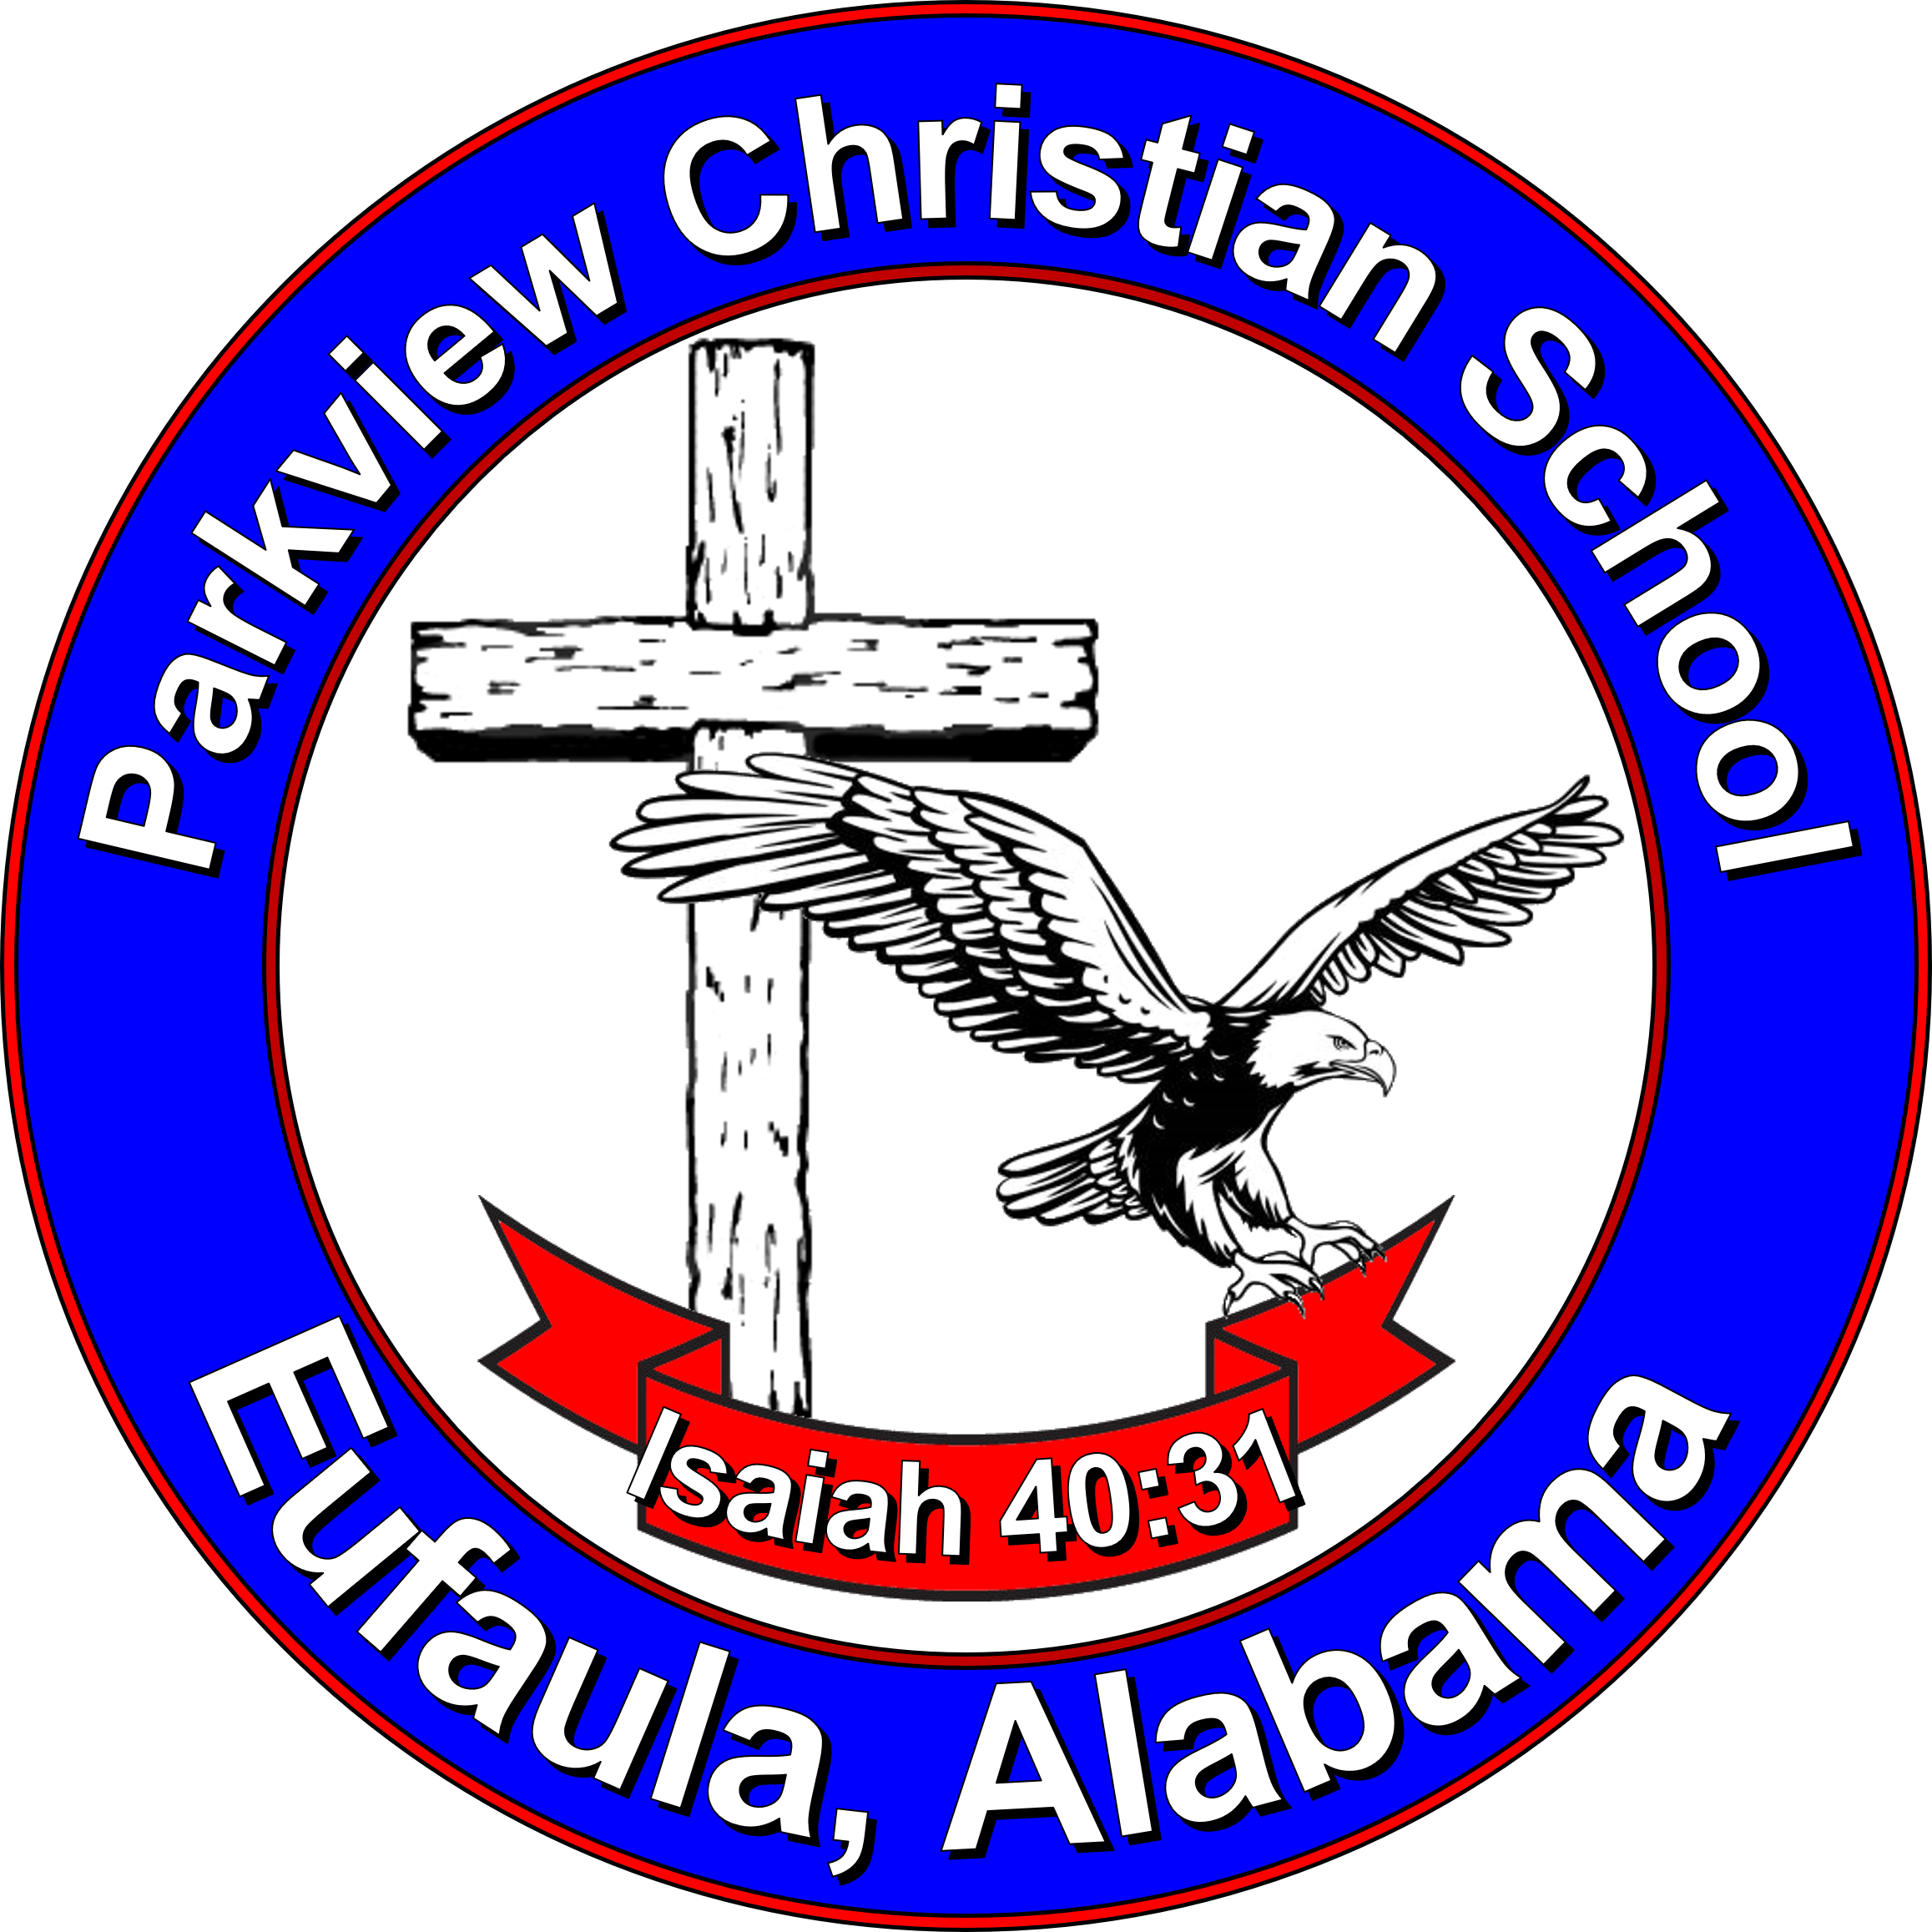 Parkview Christian School
Isaiah 40:31
Eufaula, Alabama